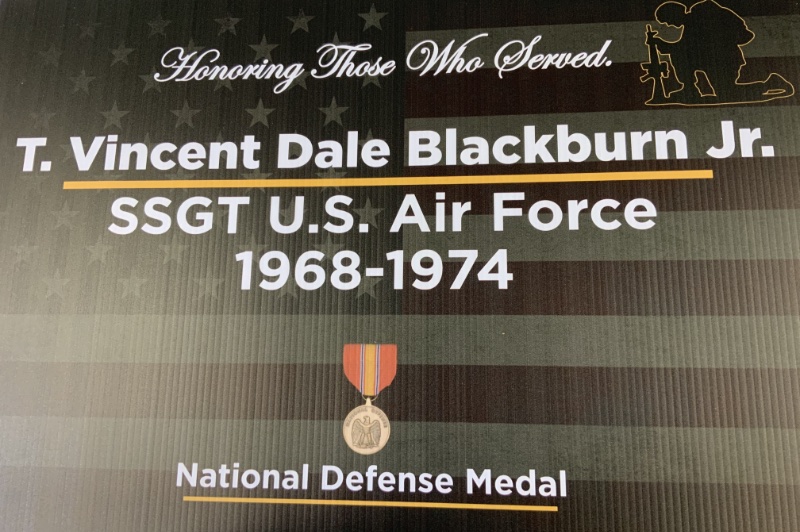 Honoring Those Who Served.
T. Vincent Dale Blackburn Jr.
SSGT U.S. Air Force
1968-1974
National Defense Medal